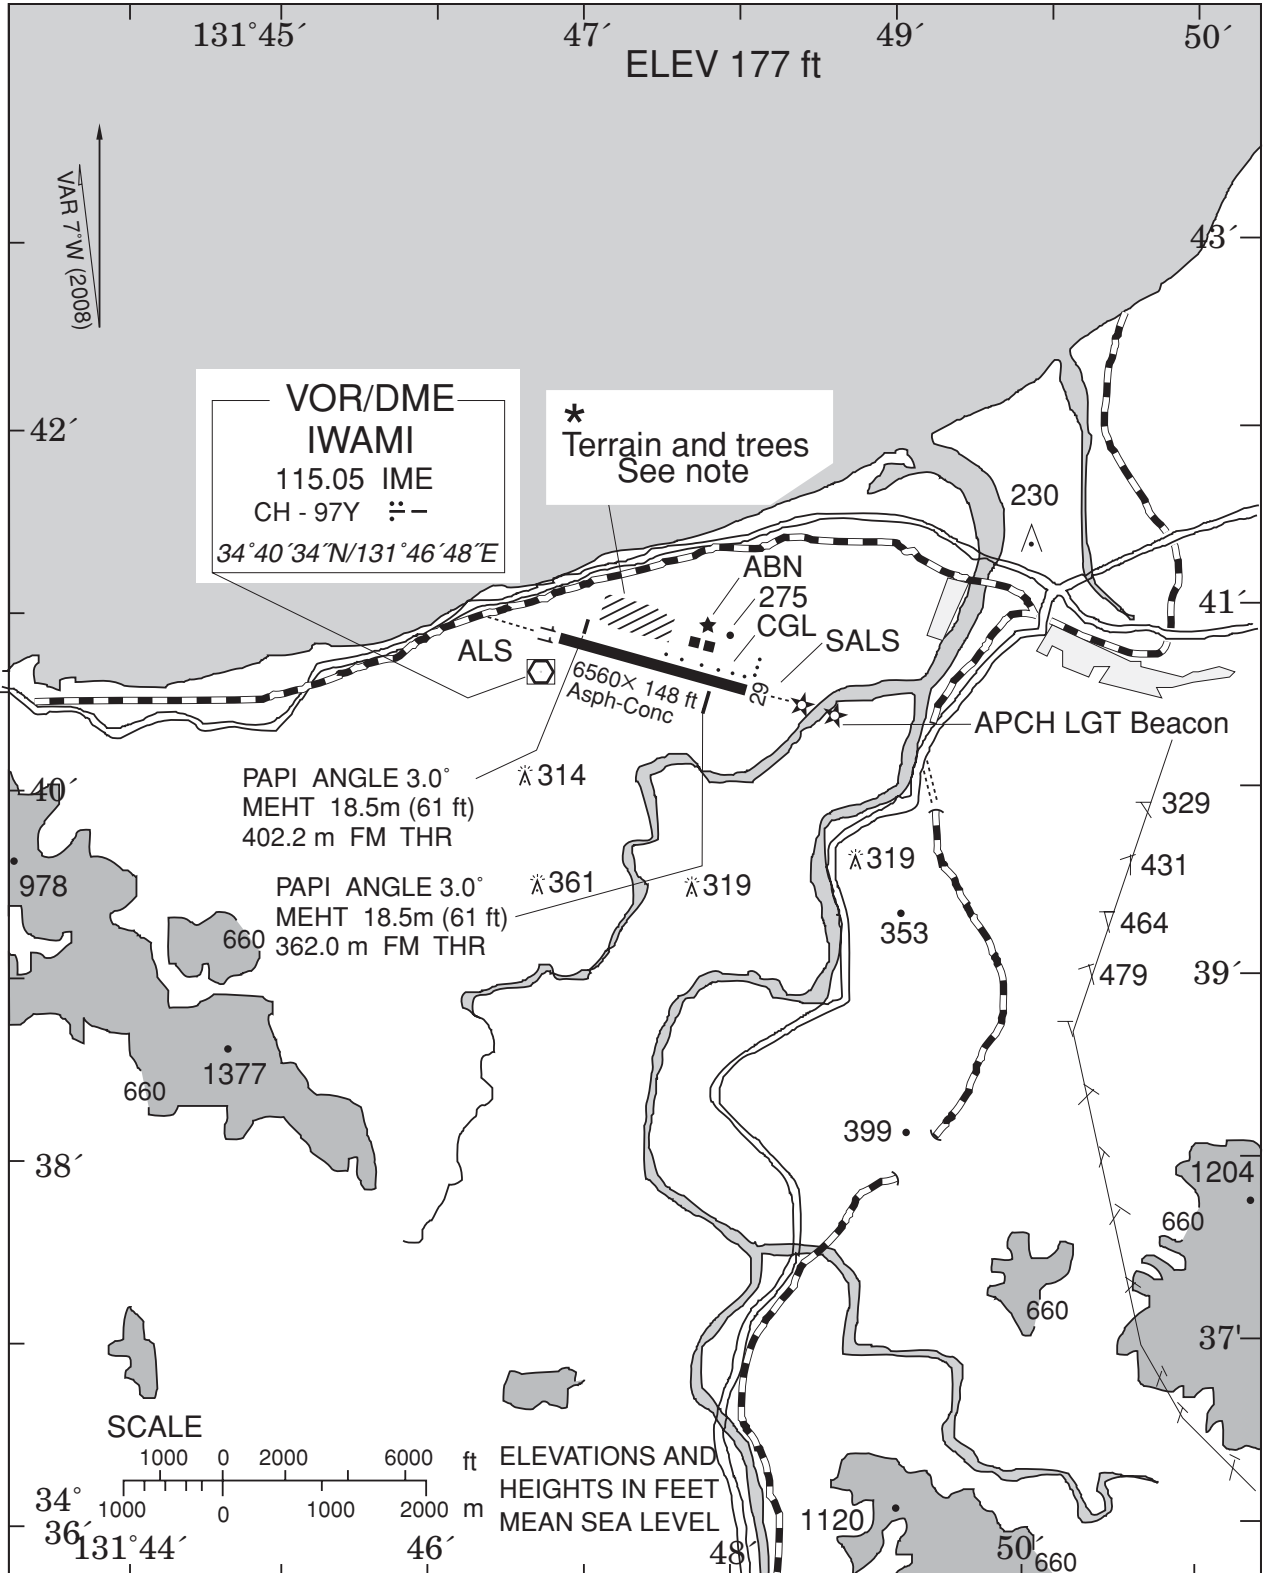 131°45′ 47′ 49′ 50′
ELEV 177 ft
VAR 7°W (2008)
43′
VOR/DME
IWAMI
115.05 IME
CH - 97Y
34°40′34″N/131°46′48″E
*
Terrain and trees
See note
42′
230
ABN
275
CGL
SALS
41′
ALS
6560× 148 ft
Asph-Conc
29
APCH LGT Beacon
PAPI ANGLE 3.0°
MEHT 18.5m (61 ft)
402.2 m FM THR
314
40′
329
431
319
978
PAPI ANGLE 3.0°
MEHT 18.5m (61 ft)
362.0 m FM THR
361
319
353
464
660
479
39′
1377
660
399
38′
1204
660
660
37'
SCALE
1000 0 2000 6000 ft
1000 0 1000 2000 m
ELEVATIONS AND
HEIGHTS IN FEET
MEAN SEA LEVEL
34°
36′
1120
131°44′ 46′ 48′ 50′
660